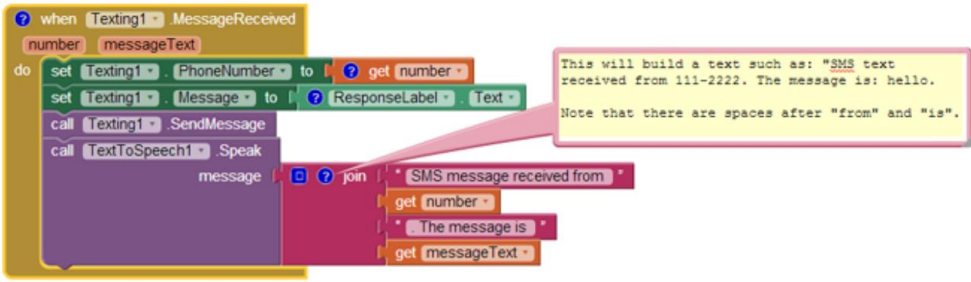 ? when Texting1 .MessageReceived
number messageText
do set Texting1 . PhoneNumber to ? get number
set Texting1 . Message to ? ResponseLabel . Text
call Texting1 .SendMessage
call TextToSpeech1 .Speak
message ? join " SMS message received from "
get number
" . The message is "
get messageText
This will build a text such as: "SMS text
received from 111-2222. The message is: hello.
Note that there are spaces after "from" and "is".